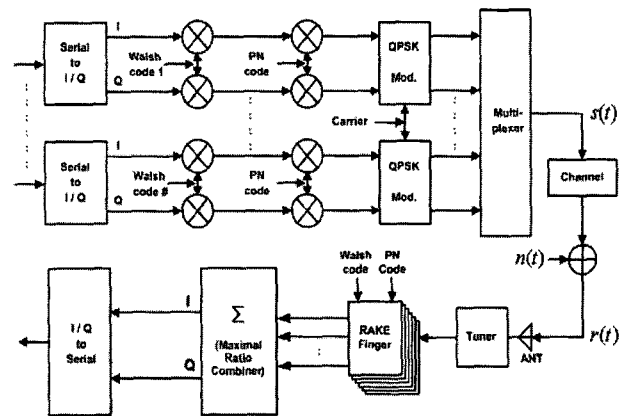 Serial
to
I / Q
I
Q
Walsh
code 1
PN
code
QPSK
Mod.
Multi-
plexer
s(t)
Carrier
Serial
to
I / Q
I
Q
Walsh
code #
PN
code
QPSK
Mod.
Channel
n(t)
r(t)
ANT
Tuner
Walsh
code
PN
Code
RAKE
Finger
Σ
(Maximal
Ratio
Combiner)
I
Q
I / Q
to
Serial